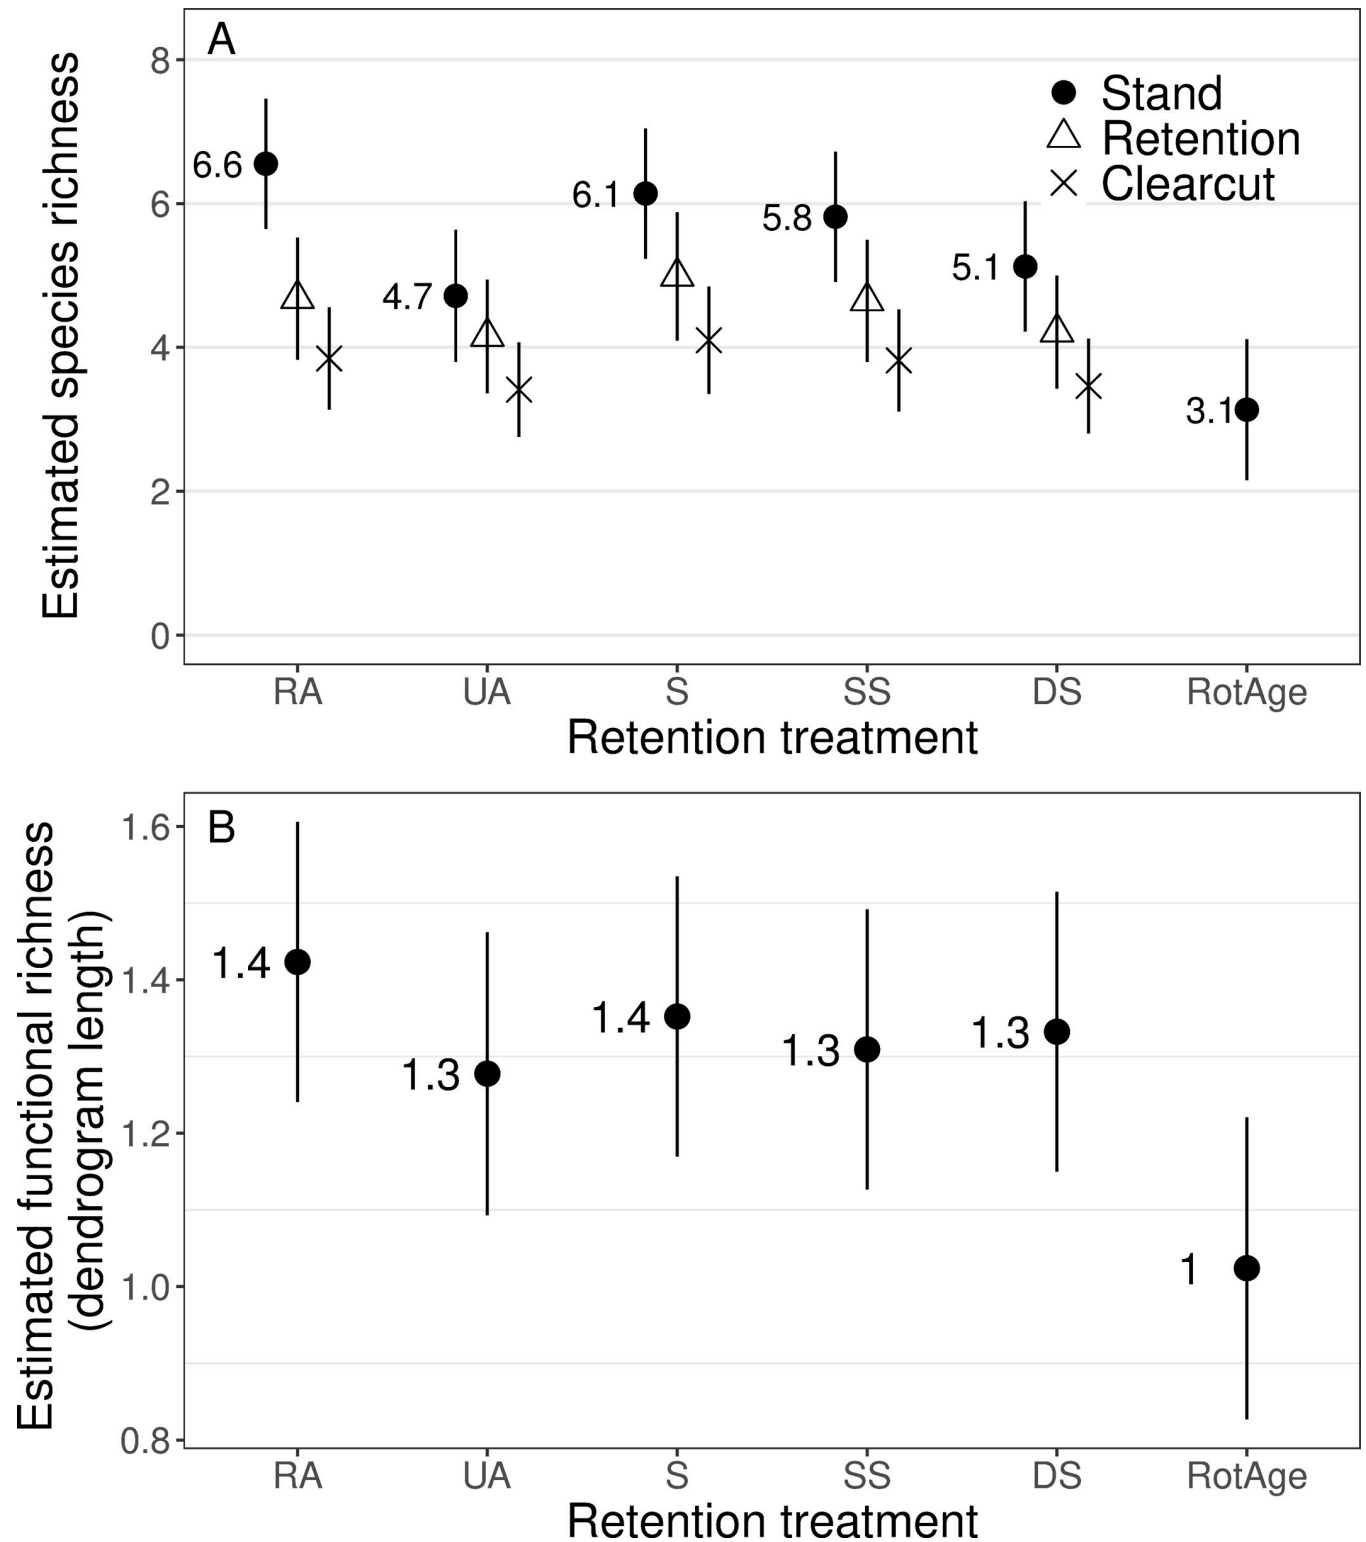 A
Estimated species richness
8
6
4
2
0
Stand
Retention
Clearcut
6.6
4.7
6.1
5.8
5.1
3.1
RA UA S SS DS RotAge
Retention treatment
B
Estimated functional richness
(dendrogram length)
1.6
1.4
1.2
1.0
0.8
1.4
1.3
1.4
1.3
1.3
1
RA UA S SS DS RotAge
Retention treatment